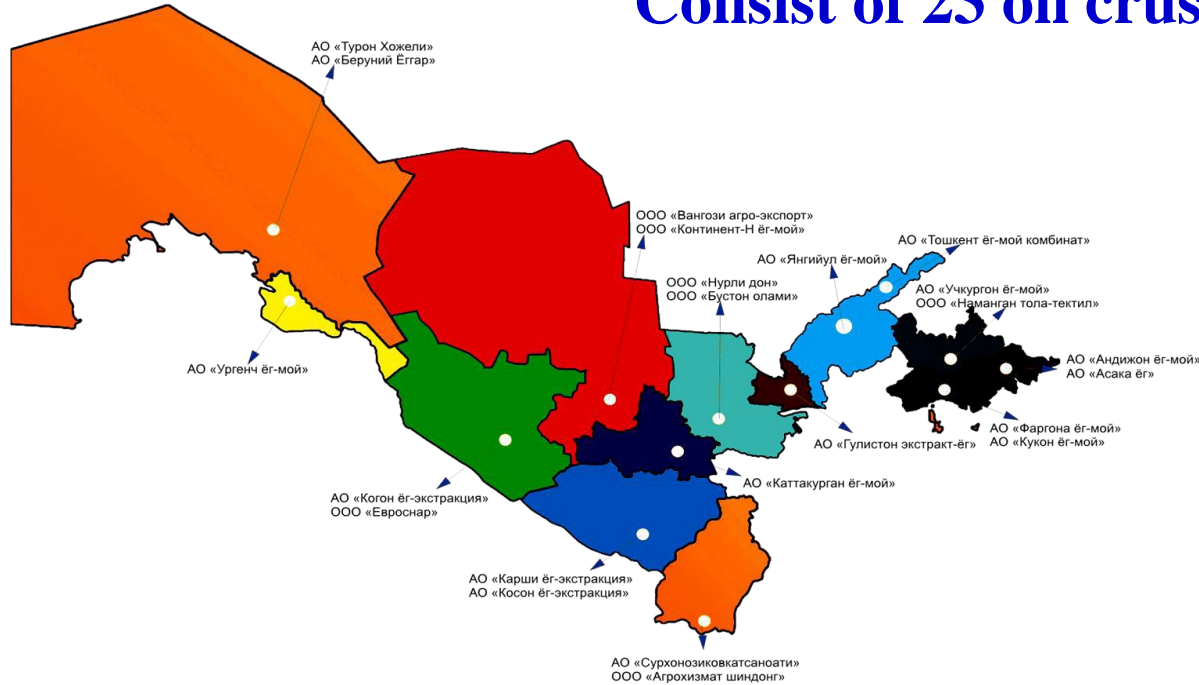 Consist of 25 oil crus
АО «Турон Хожели»
АО «Беруний Ёггар»
ООО «Вангози агро-экспорт»
ООО «Континент-Н ёг-мой»
АО «Тошкент ёг-мой комбинат»
АО «Янгийул ёг-мой»
ООО «Нурли дон»
ООО «Бустон олами»
АО «Учкургон ёг-мой»
ООО «Наманган тола-тектил»
АО «Ургенч ёг-мой»
АО «Андижон ёг-мой»
АО «Асака ёг»
АО «Фаргона ёг-мой»
АО «Кукон ёг-мой»
АО «Гулистон экстракт-ёг»
АО «Каттакурган ёг-мой»
АО «Когон ёг-экстракция»
ООО «Евроснар»
АО «Карши ёг-экстракция»
АО «Косон ёг-экстракция»
АО «Сурхонозиковкатсаноати»
ООО «Агрохизмат шиндонг»